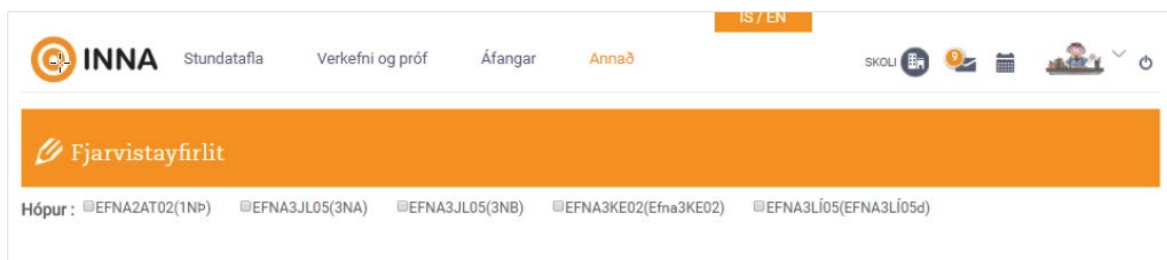 IS / EN
INNA Stundatafla Verkefni og próf Áfangar Annað SKOLI 9
Fjarvistayfirlit
Hópur : EFNA2AT02(1NÞ) EFNA3JL05(3NA) EFNA3JL05(3NB) EFNA3KE02(Efna3KE02) EFNA3LÍ05(EFNA3LÍ05d)